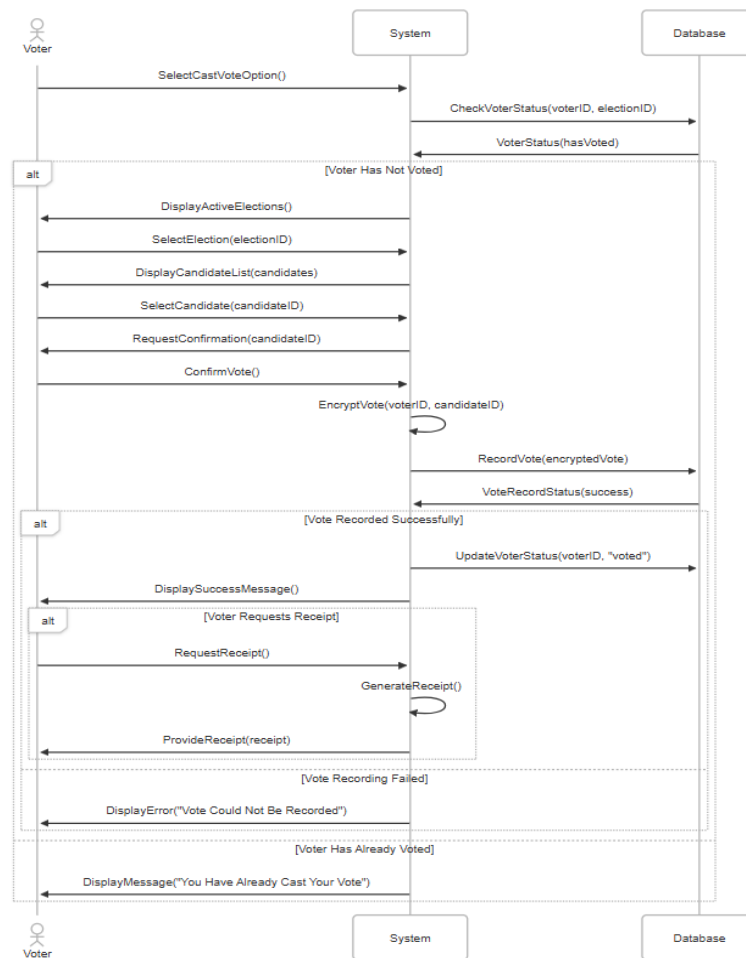 Voter
System
Database
SelectCastVoteOption()
CheckVoterStatus(voterID, electionID)
VoterStatus(hasVoted)
alt
[Voter Has Not Voted]
DisplayActiveElections()
SelectElection(electionID)
DisplayCandidateList(candidates)
SelectCandidate(candidateID)
RequestConfirmation(candidateID)
ConfirmVote()
EncryptVote(voterID, candidateID)
RecordVote(encryptedVote)
VoteRecordStatus(success)
alt
[Vote Recorded Successfully]
UpdateVoterStatus(voterID, "voted")
DisplaySuccessMessage()
alt
[Voter Requests Receipt]
RequestReceipt()
GenerateReceipt()
ProvideReceipt(receipt)
[Vote Recording Failed]
DisplayError("Vote Could Not Be Recorded")
[Voter Has Already Voted]
DisplayMessage("You Have Already Cast Your Vote")
Voter
System
Database